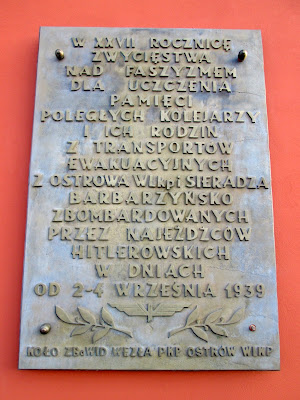 W XXVII ROCZNICĘ
ZWYCIĘSTWA
NAD FASZYZMEM
DLA UCZCZENIA
PAMIĘCI
POLEGŁYCH KOLEJARZY
I ICH RODZIN
Z TRANSPORTÓW
EWAKUACYJNYCH
Z OSTROWA WLKP I SIERADZA
BARBARZYŃSKO
ZBOMBARDOWANYCH
PRZEZ NAJEŹDZCÓW
HITLEROWSKICH
W DNIACH
OD 2-4 WRZEŚNIA 1939
KOŁO ZBoWiD WĘZŁA PKP OSTRÓW WLKP